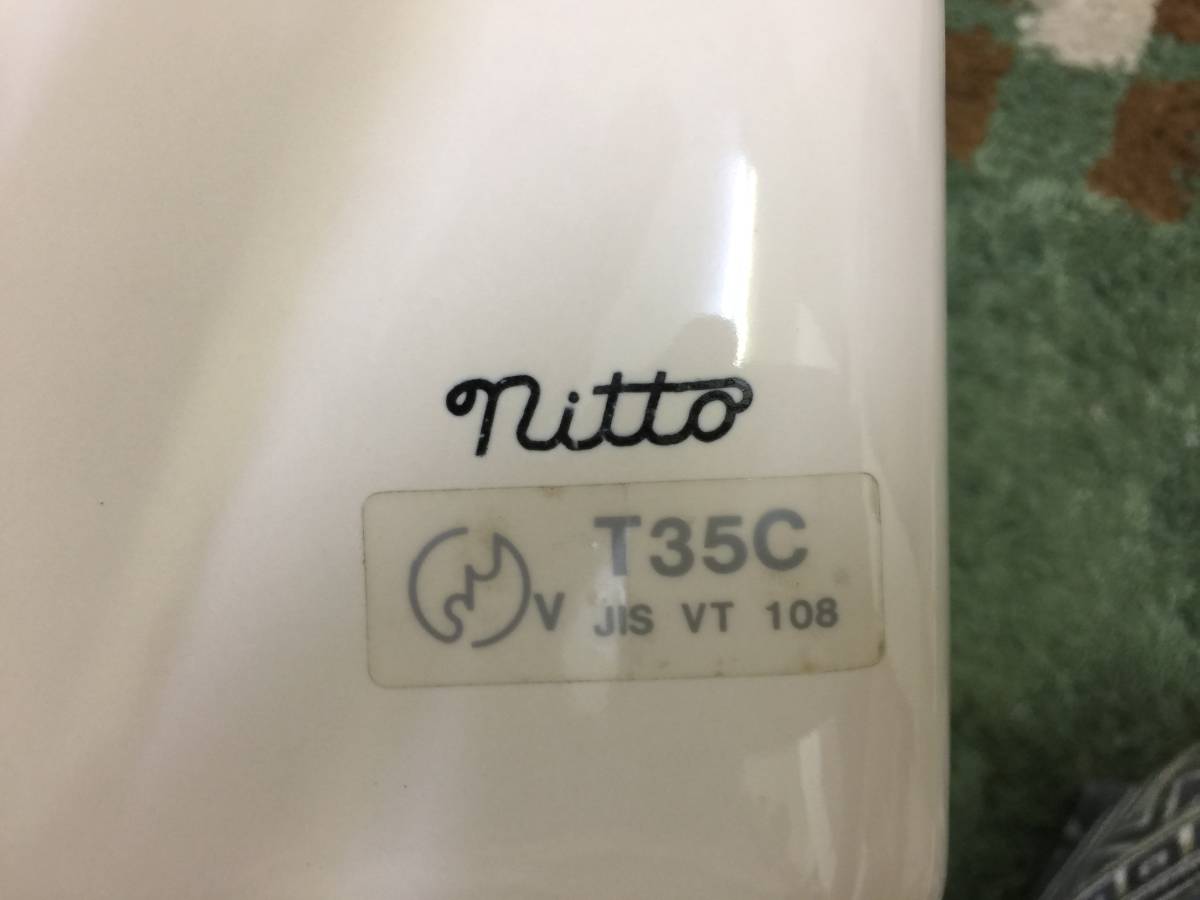 nitto
T35C
V JIS VT 108